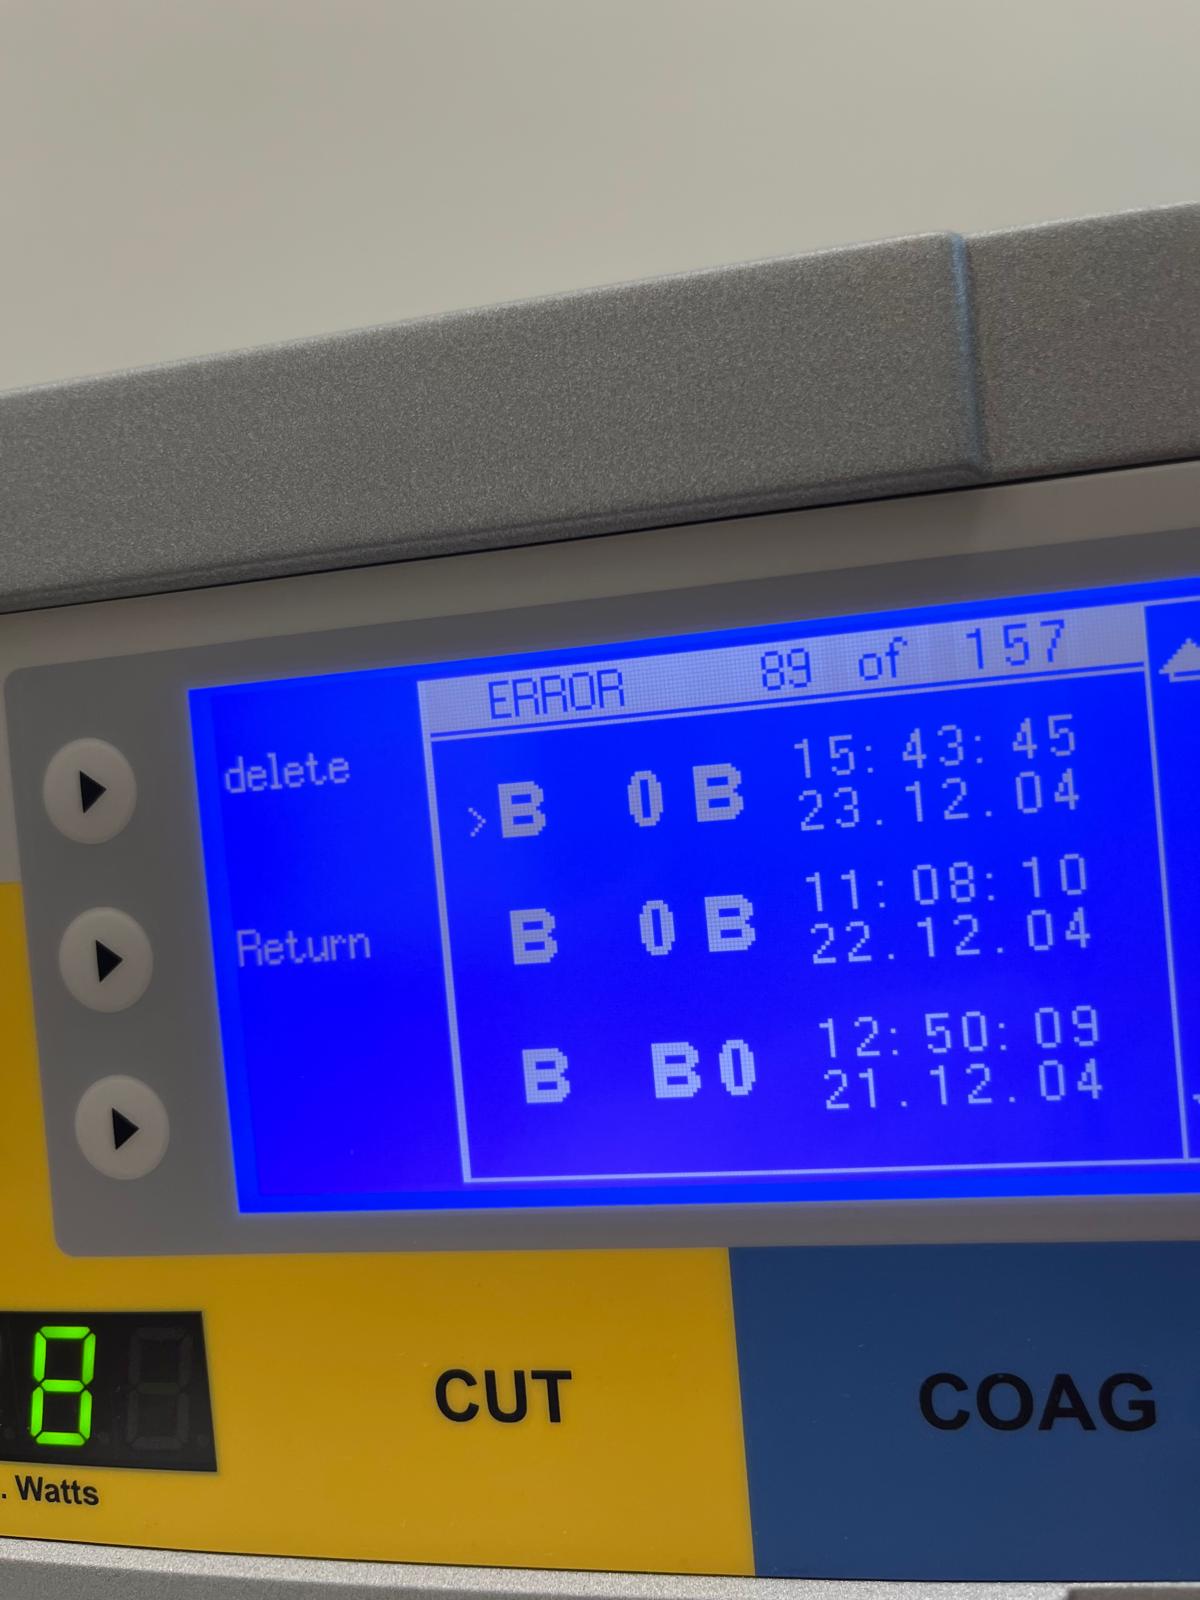 ERROR 89 of 157
delete
>B 0B 15:43:45
23.12.04
Return
B 0B 11:08:10
22.12.04
B B0 12:50:09
21.12.04
8
CUT
COAG
. Watts